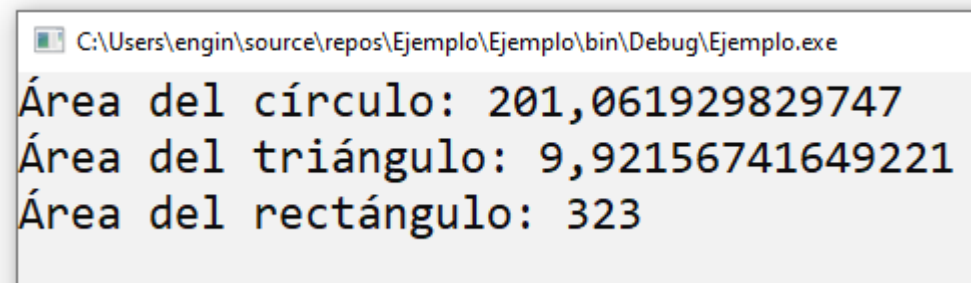 C:\Users\engin\source\repos\Ejemplo\Ejemplo\bin\Debug\Ejemplo.exe
Área del círculo: 201,061929829747
Área del triángulo: 9,92156741649221
Área del rectángulo: 323